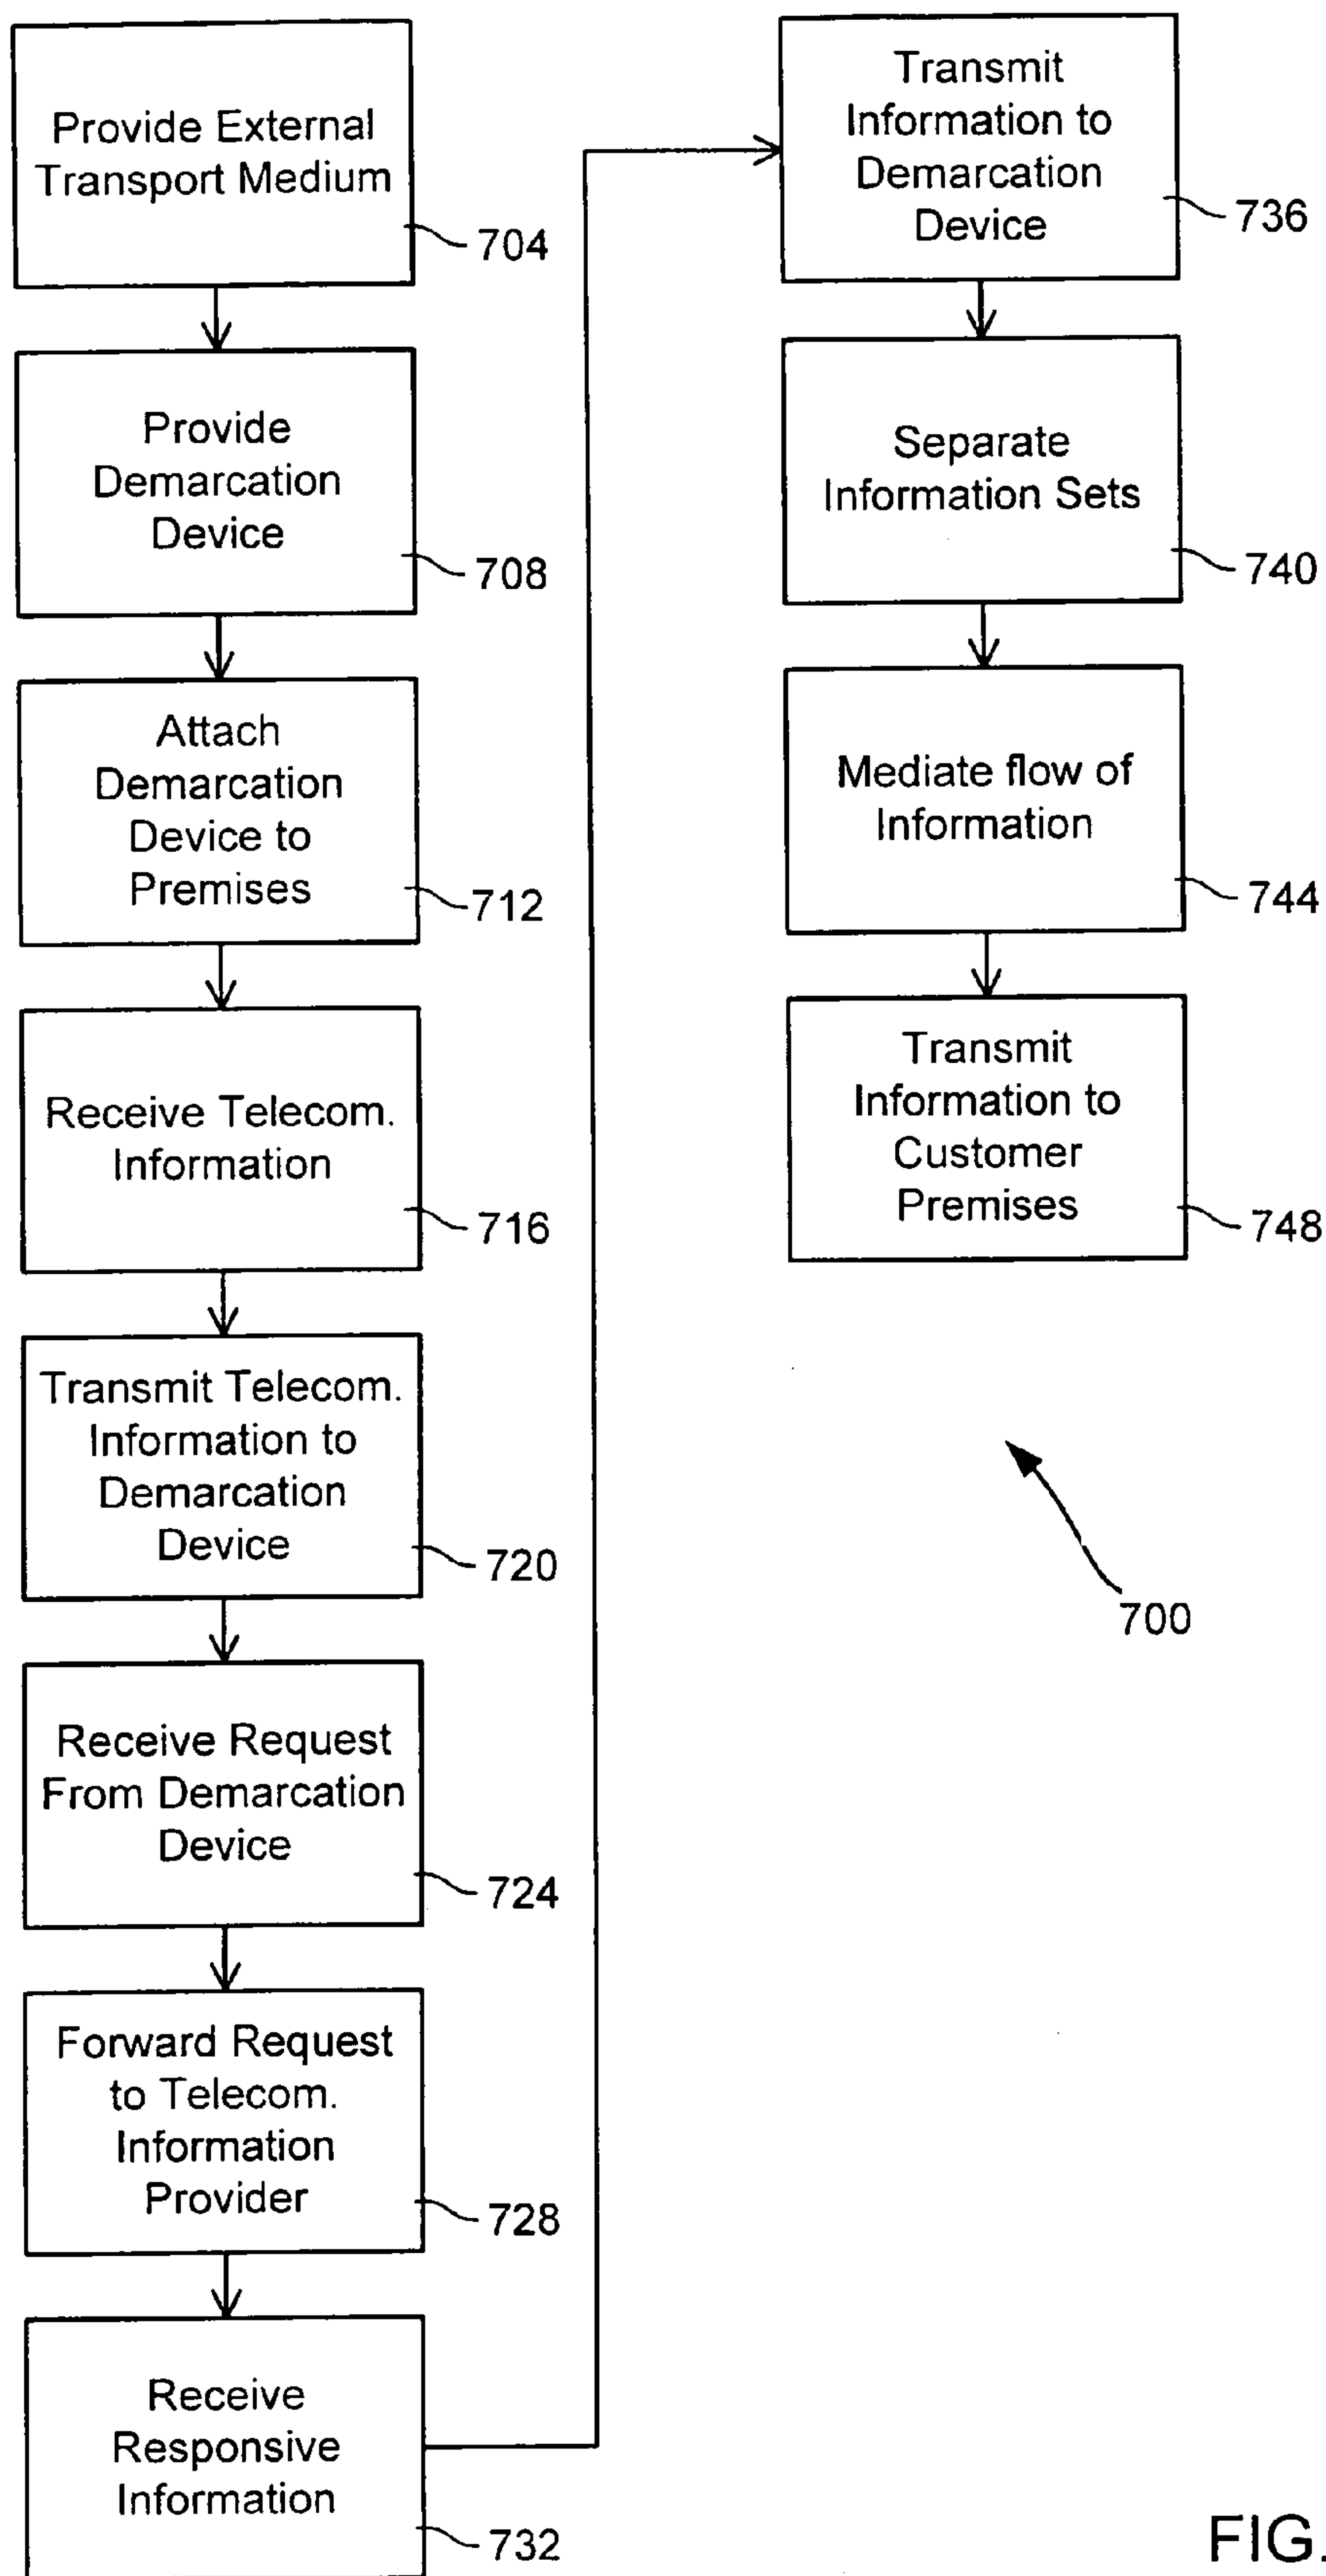 Provide External
Transport Medium
704
Provide
Demarcation
Device
708
Attach
Demarcation
Device to
Premises
712
Receive Telecom.
Information
716
Transmit Telecom.
Information to
Demarcation
Device
720
Receive Request
From Demarcation
Device
724
Forward Request
to Telecom.
Information
Provider
728
Receive
Responsive
Information
732
Transmit
Information to
Demarcation
Device
736
Separate
Information Sets
740
Mediate flow of
Information
744
Transmit
Information to
Customer
Premises
748
700
FIG.